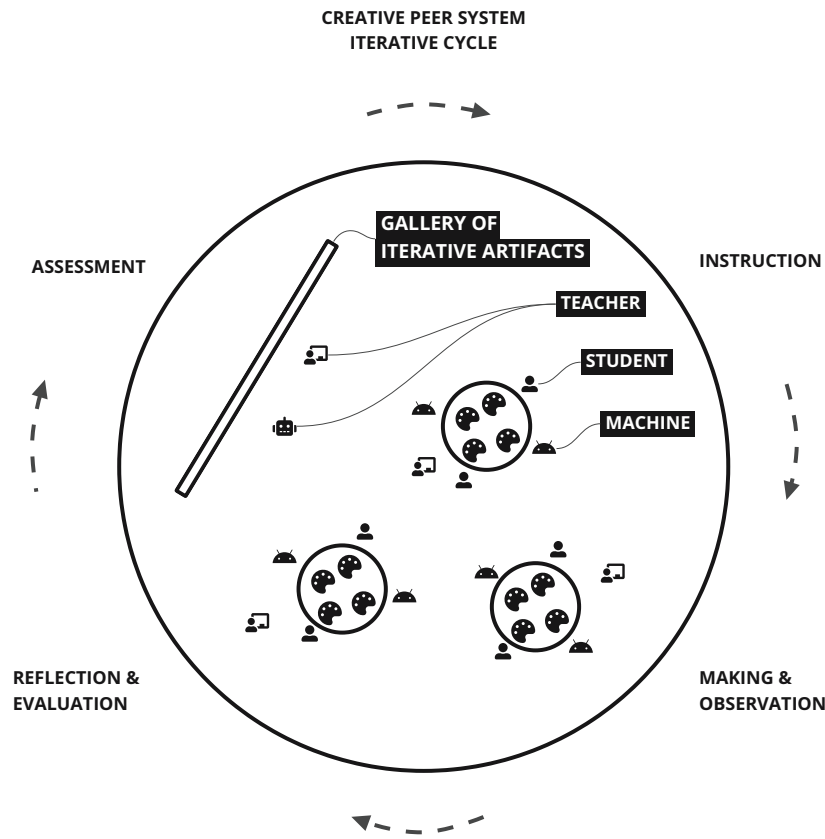 CREATIVE PEER SYSTEM
ITERATIVE CYCLE
GALLERY OF
ITERATIVE ARTIFACTS
ASSESSMENT
INSTRUCTION
TEACHER
STUDENT
MACHINE
REFLECTION &
EVALUATION
MAKING &
OBSERVATION